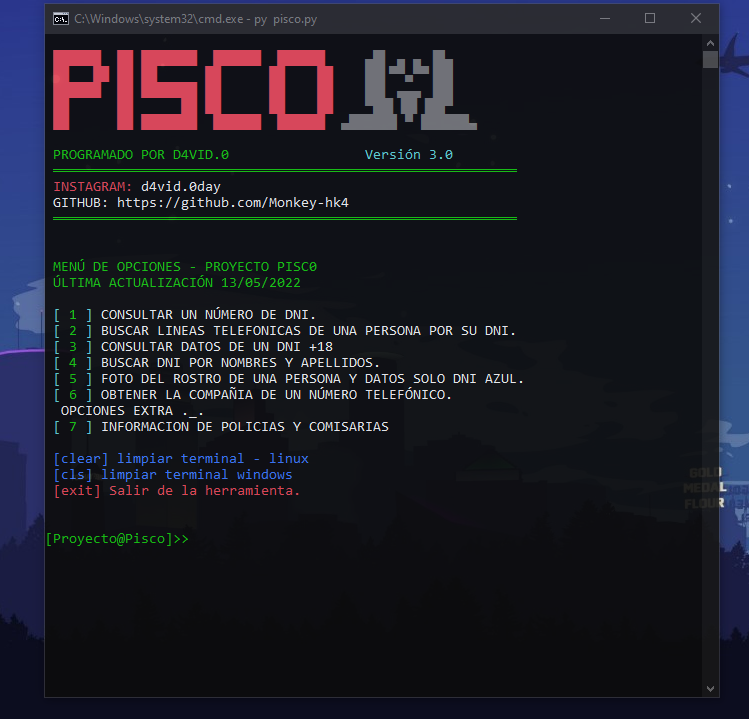 C:\Windows\system32\cmd.exe - py pisco.py
PISCO
PROGRAMADO POR D4VID.0 Versión 3.0
INSTAGRAM: d4vid.0day
GITHUB: https://github.com/Monkey-hk4
MENÚ DE OPCIONES - PROYECTO PISC0
ÚLTIMA ACTUALIZACIÓN 13/05/2022
[ 1 ] CONSULTAR UN NÚMERO DE DNI.
[ 2 ] BUSCAR LINEAS TELEFONICAS DE UNA PERSONA POR SU DNI.
[ 3 ] CONSULTAR DATOS DE UN DNI +18
[ 4 ] BUSCAR DNI POR NOMBRES Y APELLIDOS.
[ 5 ] FOTO DEL ROSTRO DE UNA PERSONA Y DATOS SOLO DNI AZUL.
[ 6 ] OBTENER LA COMPAÑIA DE UN NÚMERO TELEFÓNICO.
OPCIONES EXTRA ._.
[ 7 ] INFORMACION DE POLICIAS Y COMISARIAS
[clear] limpiar terminal - linux
[cls] limpiar terminal windows
[exit] Salir de la herramienta.
[Proyecto@Pisco]>>
GOLD
MEDAL
FLOUR